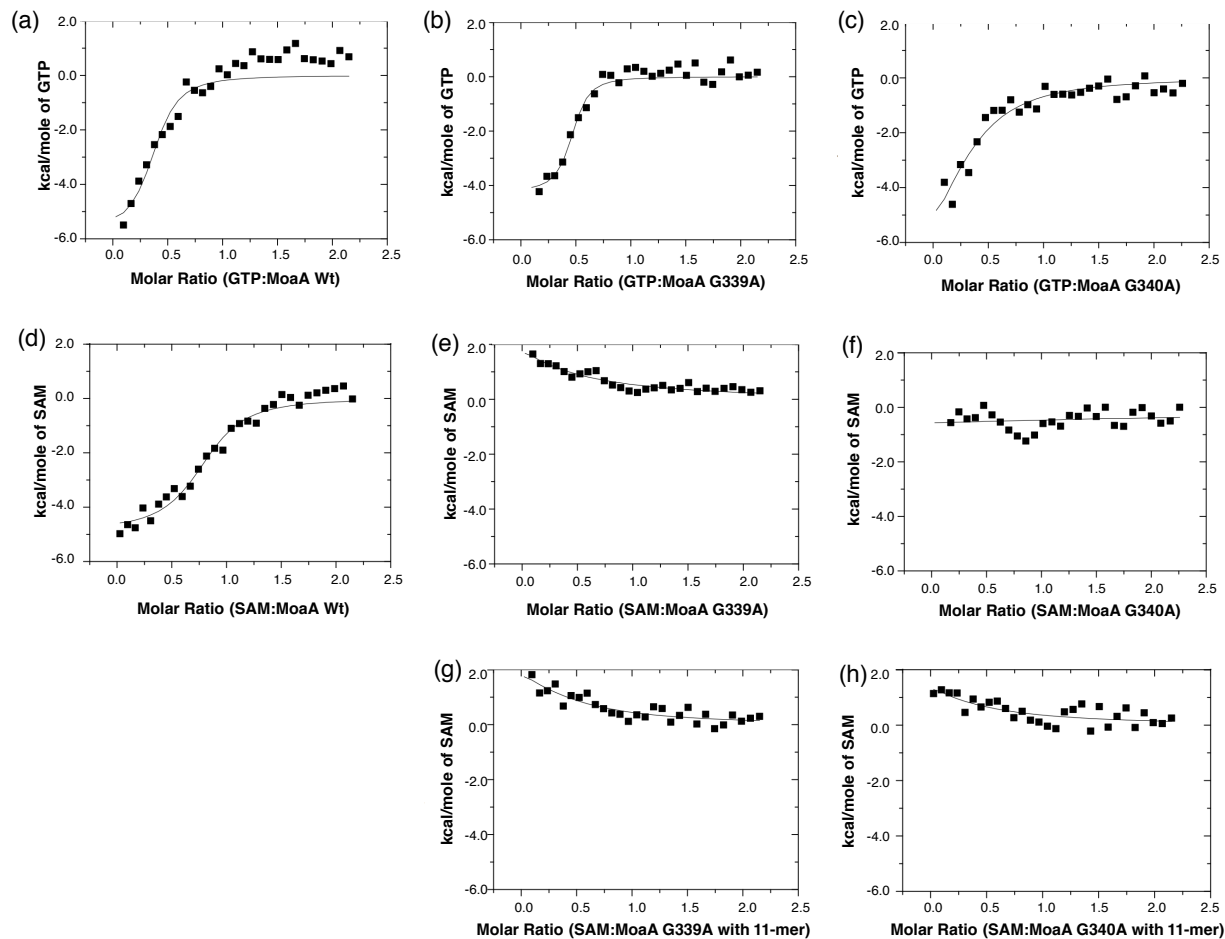 (a)
2.0
0.0
-2.0
-4.0
-6.0
kcal/mole of GTP
0.0 0.5 1.0 1.5 2.0 2.5
Molar Ratio (GTP:MoaA Wt)
(b)
2.0
0.0
-2.0
-4.0
-6.0
kcal/mole of GTP
0.0 0.5 1.0 1.5 2.0 2.5
Molar Ratio (GTP:MoaA G339A)
(c)
2.0
0.0
-2.0
-4.0
-6.0
kcal/mole of GTP
0.0 0.5 1.0 1.5 2.0 2.5
Molar Ratio (GTP:MoaA G340A)
(d)
2.0
0.0
-2.0
-4.0
-6.0
kcal/mole of SAM
0.0 0.5 1.0 1.5 2.0 2.5
Molar Ratio (SAM:MoaA Wt)
(e)
2.0
0.0
-2.0
-4.0
-6.0
kcal/mole of SAM
0.0 0.5 1.0 1.5 2.0 2.5
Molar Ratio (SAM:MoaA G339A)
(f)
2.0
0.0
-2.0
-4.0
-6.0
kcal/mole of SAM
0.0 0.5 1.0 1.5 2.0 2.5
Molar Ratio (SAM:MoaA G340A)
(g)
2.0
0.0
-2.0
-4.0
-6.0
kcal/mole of SAM
0.0 0.5 1.0 1.5 2.0 2.5
Molar Ratio (SAM:MoaA G339A with 11-mer)
(h)
2.0
0.0
-2.0
-4.0
-6.0
kcal/mole of SAM
0.0 0.5 1.0 1.5 2.0 2.5
Molar Ratio (SAM:MoaA G340A with 11-mer)